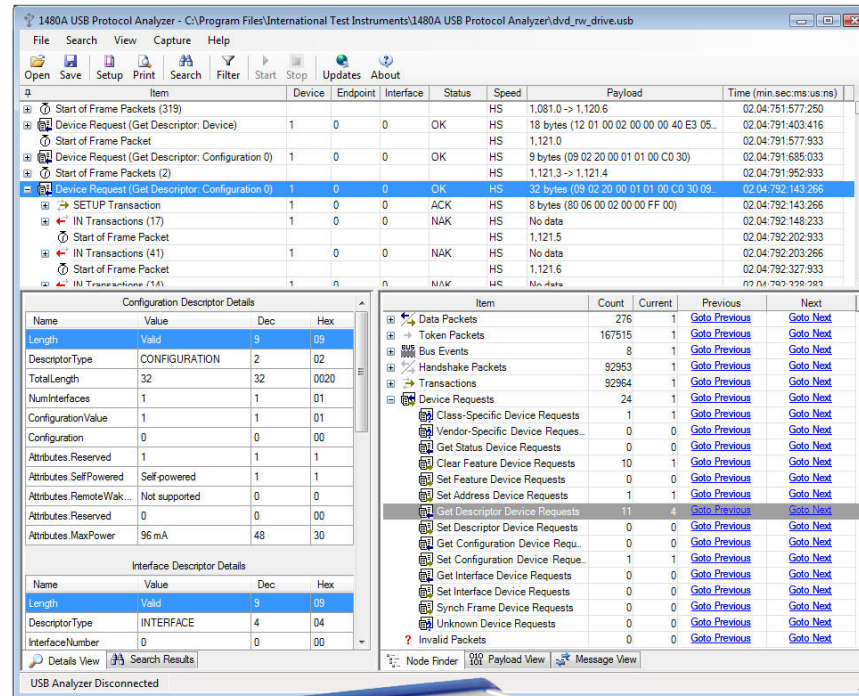 1480A USB Protocol Analyzer - C:\Program Files\International Test Instruments\1480A USB Protocol Analyzer\dvd_rw_drive.usb
File Search View Capture Help
Open Save Setup Print Search Filter Start Stop Updates About
Item Device Endpoint Interface Status Speed Payload Time (min.sec:ms:us:ns)
Start of Frame Packets (319) HS 1,081.0 -> 1,120.6 02.04:751:577:250
Device Request (Get Descriptor: Device) 1 0 0 OK HS 18 bytes (12 01 00 02 00 00 00 40 E3 05... 02.04:791:403:416
Start of Frame Packet HS 1,121.0 02.04:791:577:933
Device Request (Get Descriptor: Configuration 0) 1 0 0 OK HS 9 bytes (09 02 20 00 01 01 00 C0 30) 02.04:791:685:033
Start of Frame Packets (2) HS 1,121.3 -> 1,121.4 02.04:791:952:933
Device Request (Get Descriptor: Configuration 0) 1 0 0 OK HS 32 bytes (09 02 20 00 01 01 00 C0 30 09... 02.04:792:143:266
SETUP Transaction 1 0 0 ACK HS 8 bytes (80 06 00 02 00 00 FF 00) 02.04:792:143:266
IN Transactions (17) 1 0 0 NAK HS No data 02.04:792:148:233
Start of Frame Packet HS 1,121.5 02.04:792:202:933
IN Transactions (41) 1 0 0 NAK HS No data 02.04:792:203:266
Start of Frame Packet HS 1,121.6 02.04:792:327:933
IN Transactions (14) 1 0 0 NAK HS No data 02.04:792:328:283
Configuration Descriptor Details
Name Value Dec Hex
Length Valid 9 09
DescriptorType CONFIGURATION 2 02
TotalLength 32 32 0020
NumInterfaces 1 1 01
ConfigurationValue 1 1 01
Configuration 0 0 00
Attributes.Reserved 1 1 1
Attributes.SelfPowered Self-powered 1 1
Attributes.RemoteWak... Not supported 0 0
Attributes.Reserved 0 0 00
Attributes.MaxPower 96 mA 48 30
Interface Descriptor Details
Name Value Dec Hex
Length Valid 9 09
DescriptorType INTERFACE 4 04
InterfaceNumber 0 0 00
Details View Search Results
Item Count Current Previous Next
Data Packets 276 1 Goto Previous Goto Next
Token Packets 167515 1 Goto Previous Goto Next
BUS Bus Events 8 1 Goto Previous Goto Next
Handshake Packets 92953 1 Goto Previous Goto Next
Transactions 92964 1 Goto Previous Goto Next
Device Requests 24 1 Goto Previous Goto Next
Class-Specific Device Requests 1 1 Goto Previous Goto Next
Vendor-Specific Device Reques... 0 0 Goto Previous Goto Next
Get Status Device Requests 0 0 Goto Previous Goto Next
Clear Feature Device Requests 10 1 Goto Previous Goto Next
Set Feature Device Requests 0 0 Goto Previous Goto Next
Set Address Device Requests 1 1 Goto Previous Goto Next
Get Descriptor Device Requests 11 4 Goto Previous Goto Next
Set Descriptor Device Requests 0 0 Goto Previous Goto Next
Get Configuration Device Requ... 0 0 Goto Previous Goto Next
Set Configuration Device Reque... 1 1 Goto Previous Goto Next
Get Interface Device Requests 0 0 Goto Previous Goto Next
Set Interface Device Requests 0 0 Goto Previous Goto Next
Synch Frame Device Requests 0 0 Goto Previous Goto Next
Unknown Device Requests 0 0 Goto Previous Goto Next
? Invalid Packets 0 0 Goto Previous Goto Next
Node Finder 010 101 Payload View Message View
USB Analyzer Disconnected